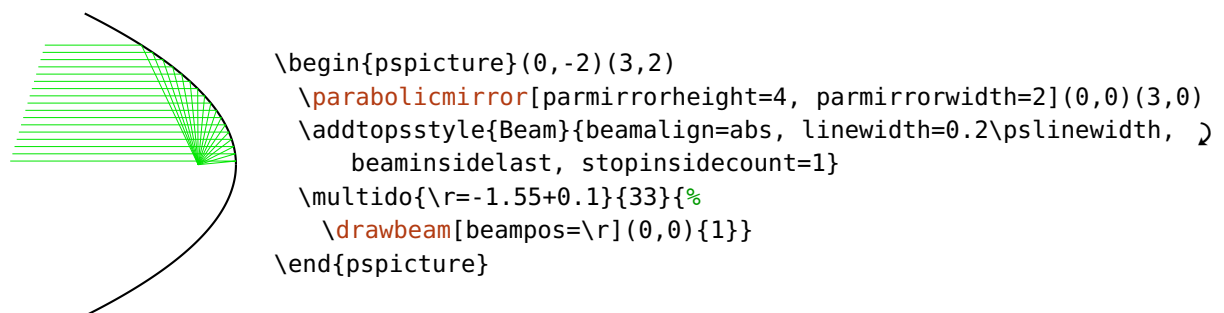 \begin{pspicture}(0,-2)(3,2)
\parabolicmirror[parmirrorheight=4, parmirrorwidth=2](0,0)(3,0)
\addtopsstyle{Beam}{beamalign=abs, linewidth=0.2\pslinewidth,
beaminsidelast, stopinsidecount=1}
\multido{\r=-1.55+0.1}{33}{%
\drawbeam[beampos=\r](0,0){1}}
\end{pspicture}